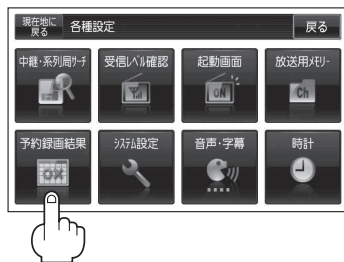 現在地に
戻る
各種設定
戻る
中継・系列局ｻｰﾁ
受信ﾚﾍﾞﾙ確認
起動画面
放送用ﾒﾓﾘｰ
ON
Ch
予約録画結果
ｼｽﾃﾑ設定
音声・字幕
時計
OK